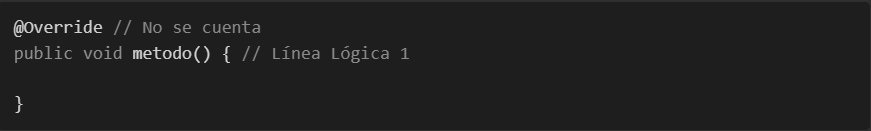 @Override // No se cuenta
public void metodo() { // Línea Lógica 1
}